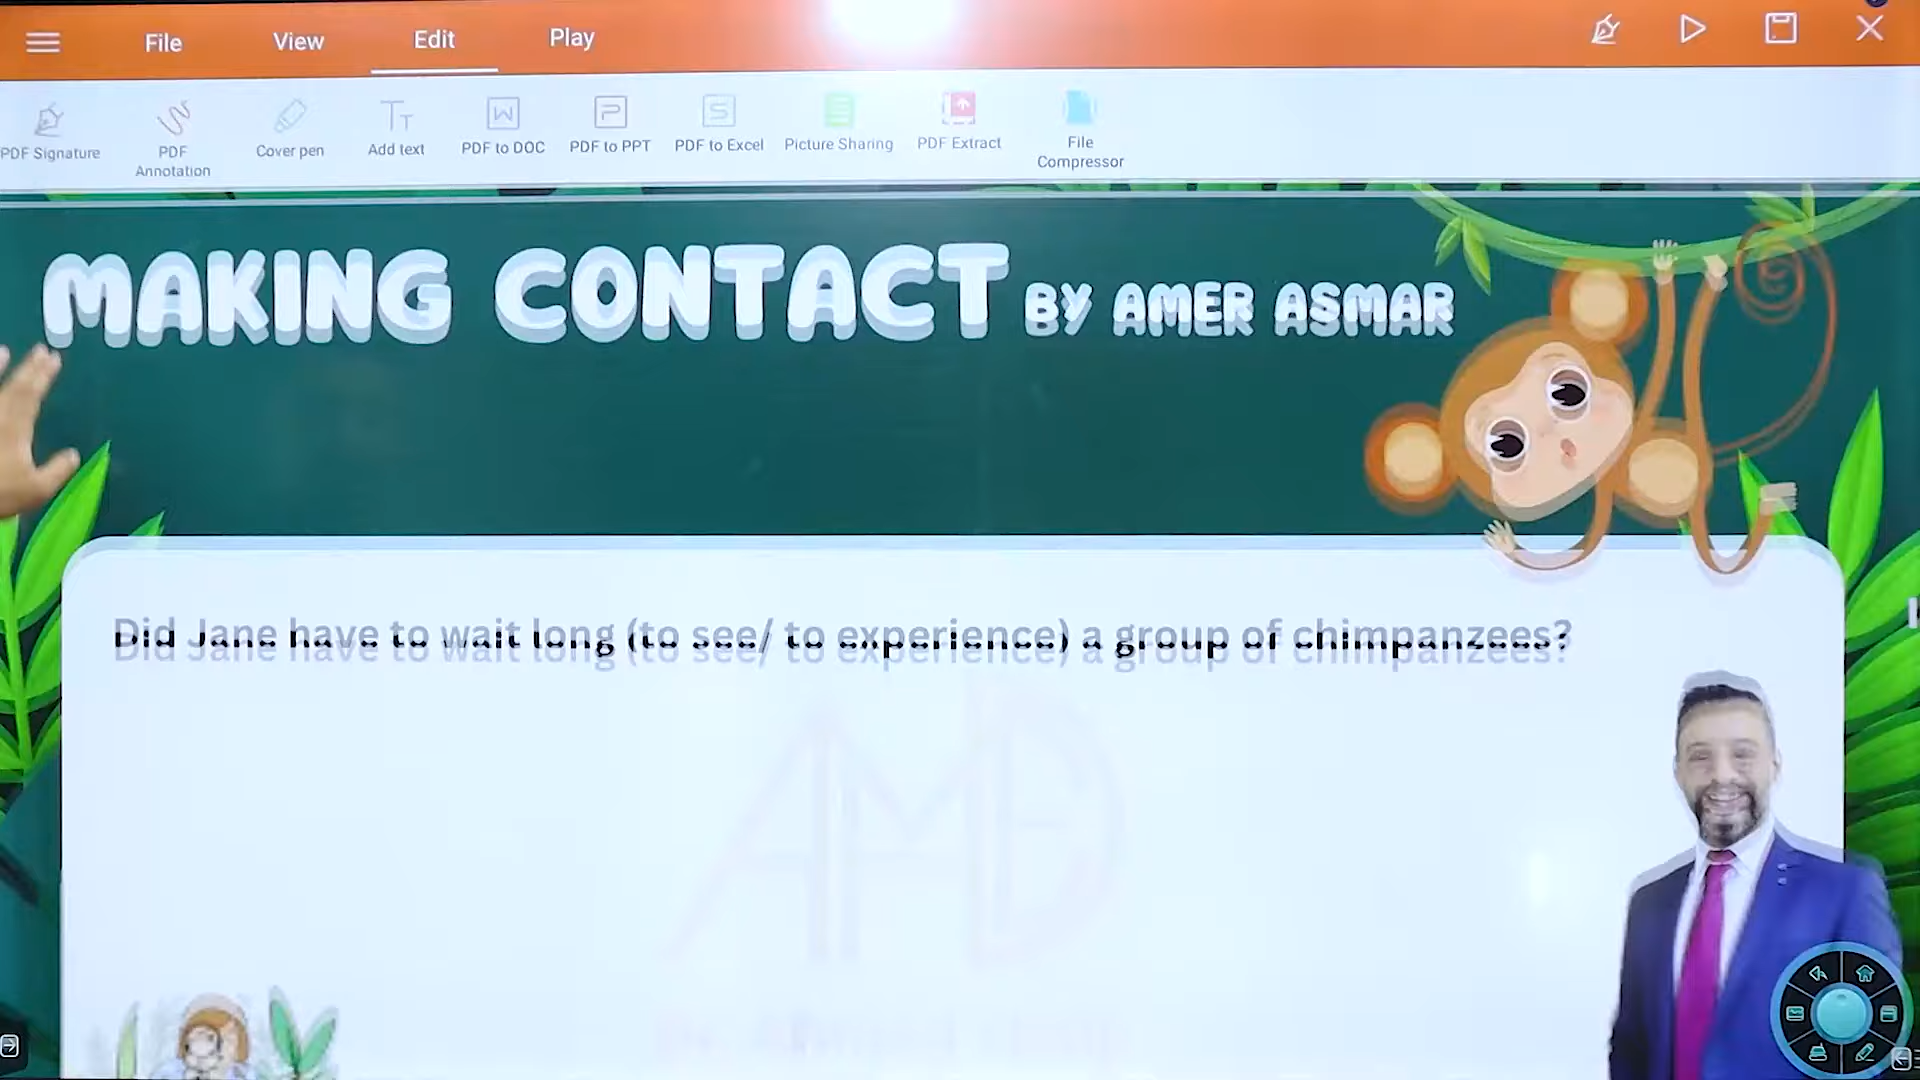 File View Edit Play
PDF Signature
PDF Annotation
Cover pen
Add text
PDF to DOC
PDF to PPT
PDF to Excel
Picture Sharing
PDF Extract
File Compressor
MAKING CONTACT BY AMER ASMAR
Did Jane have to wait long (to see/ to experience) a group of chimpanzees?